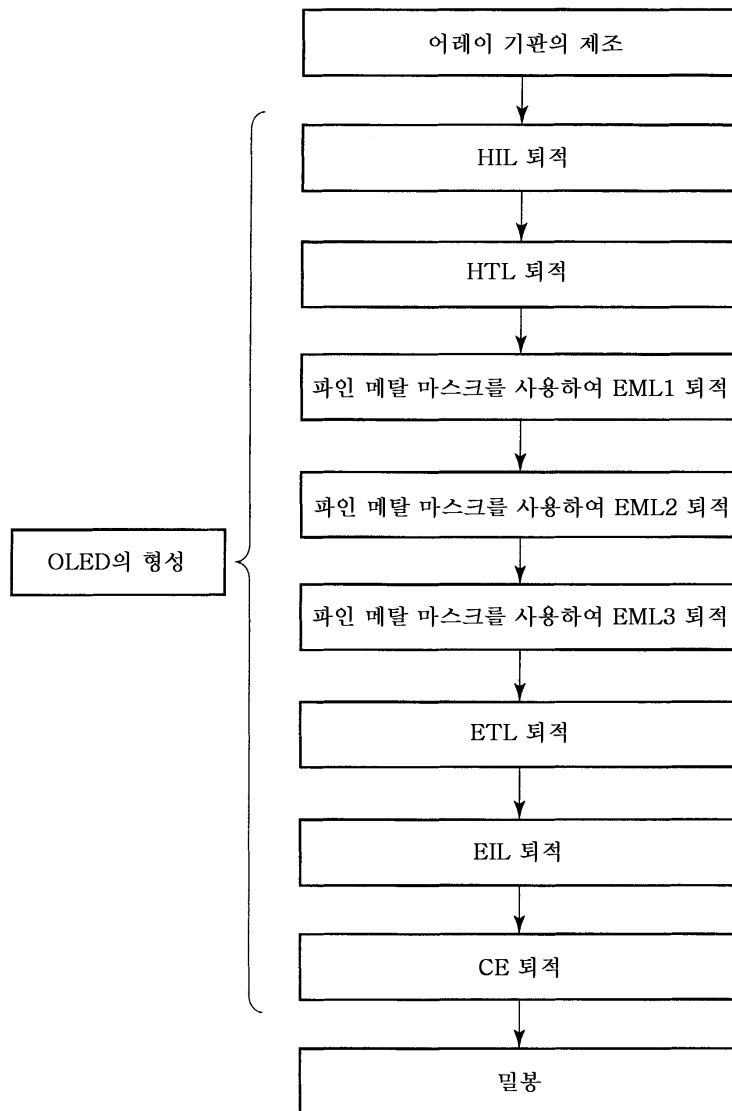 어레이 기판의 제조
HIL 퇴적
HTL 퇴적
파인 메탈 마스크를 사용하여 EML1 퇴적
파인 메탈 마스크를 사용하여 EML2 퇴적
OLED의 형성
파인 메탈 마스크를 사용하여 EML3 퇴적
ETL 퇴적
EIL 퇴적
CE 퇴적
밀봉